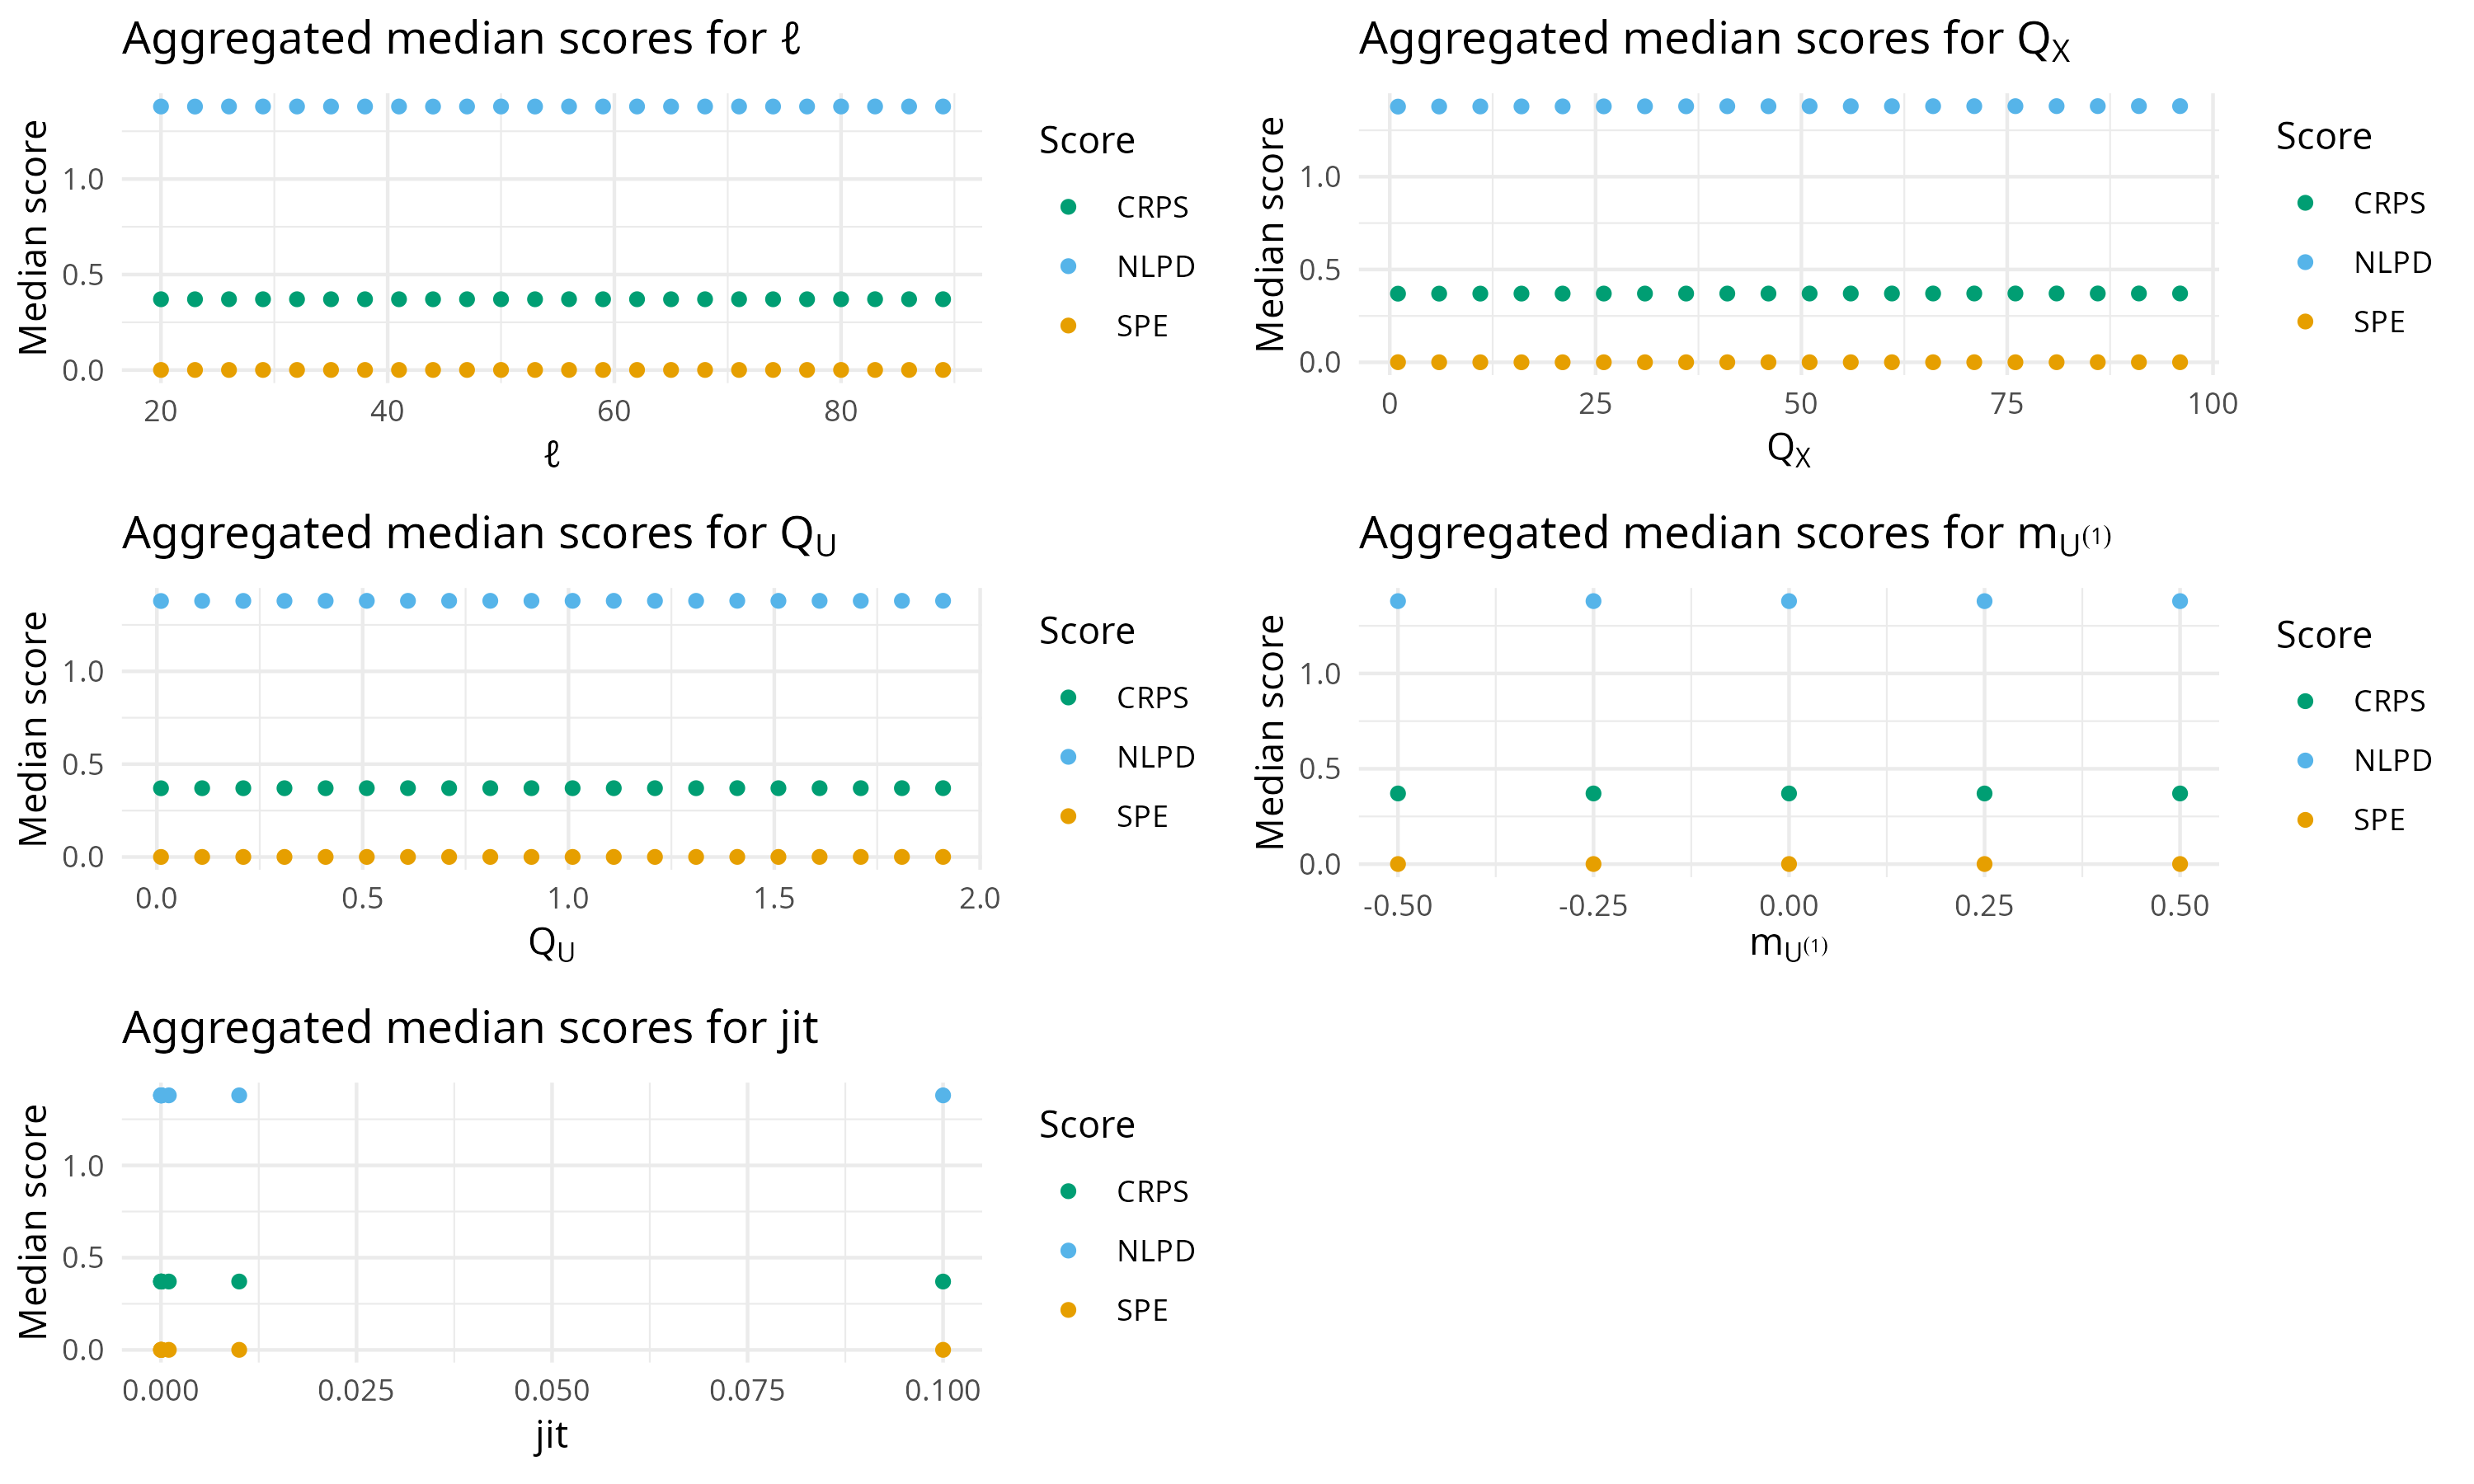 Aggregated median scores for ℓ
Median score
1.0
0.5
0.0
20 40 60 80
ℓ
Score
CRPS
NLPD
SPE
Aggregated median scores for Q_X
Median score
1.0
0.5
0.0
0 25 50 75 100
Q_X
Score
CRPS
NLPD
SPE
Aggregated median scores for Q_U
Median score
1.0
0.5
0.0
0.0 0.5 1.0 1.5 2.0
Q_U
Score
CRPS
NLPD
SPE
Aggregated median scores for m_U⁽¹⁾
Median score
1.0
0.5
0.0
-0.50 -0.25 0.00 0.25 0.50
m_U⁽¹⁾
Score
CRPS
NLPD
SPE
Aggregated median scores for jit
Median score
1.0
0.5
0.0
0.000 0.025 0.050 0.075 0.100
jit
Score
CRPS
NLPD
SPE